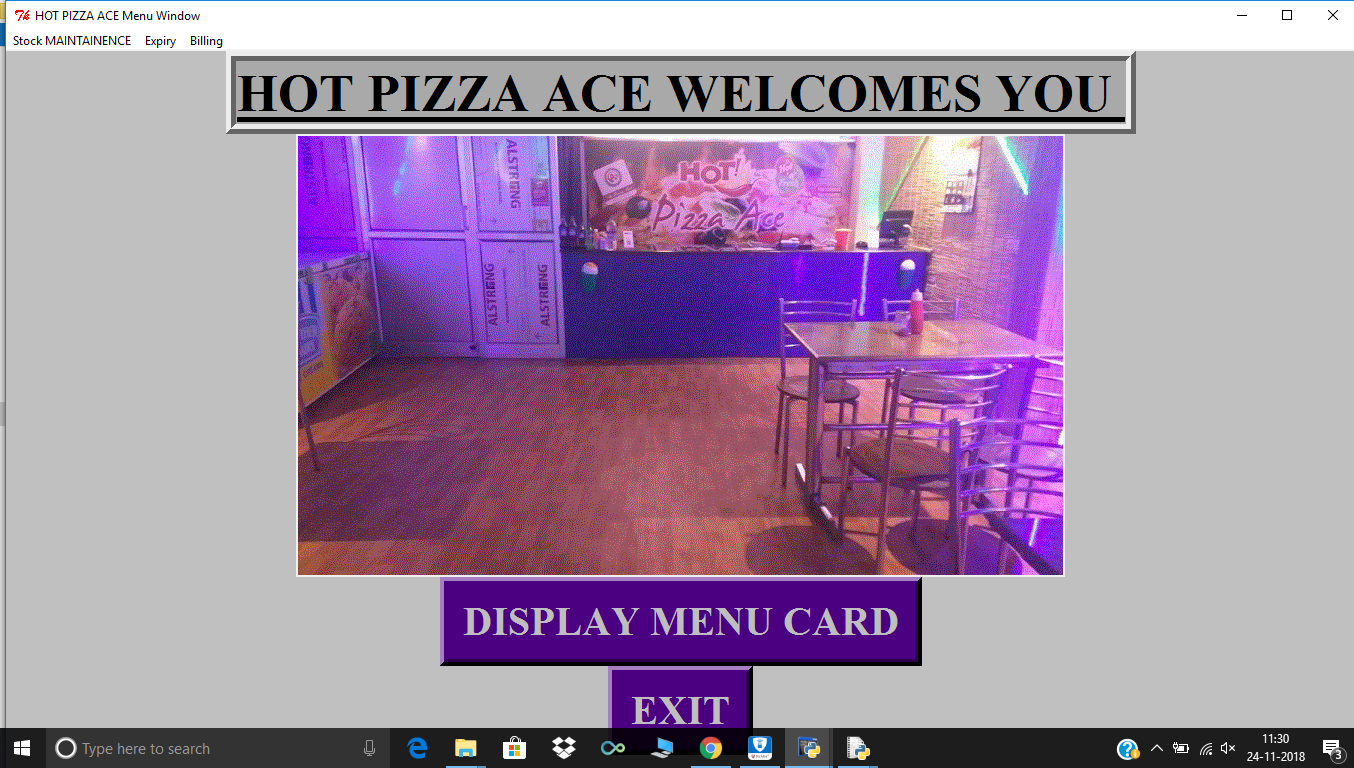 HOT PIZZA ACE Menu Window
Stock MAINTAINENCE Expiry Billing
HOT PIZZA ACE WELCOMES YOU
ALSTRONG
ALSTRONG
HOT!
Pizza Ace
ALSTRONG
ALSTRONG
DISPLAY MENU CARD
EXIT
Type here to search
11:30
24-11-2018
3